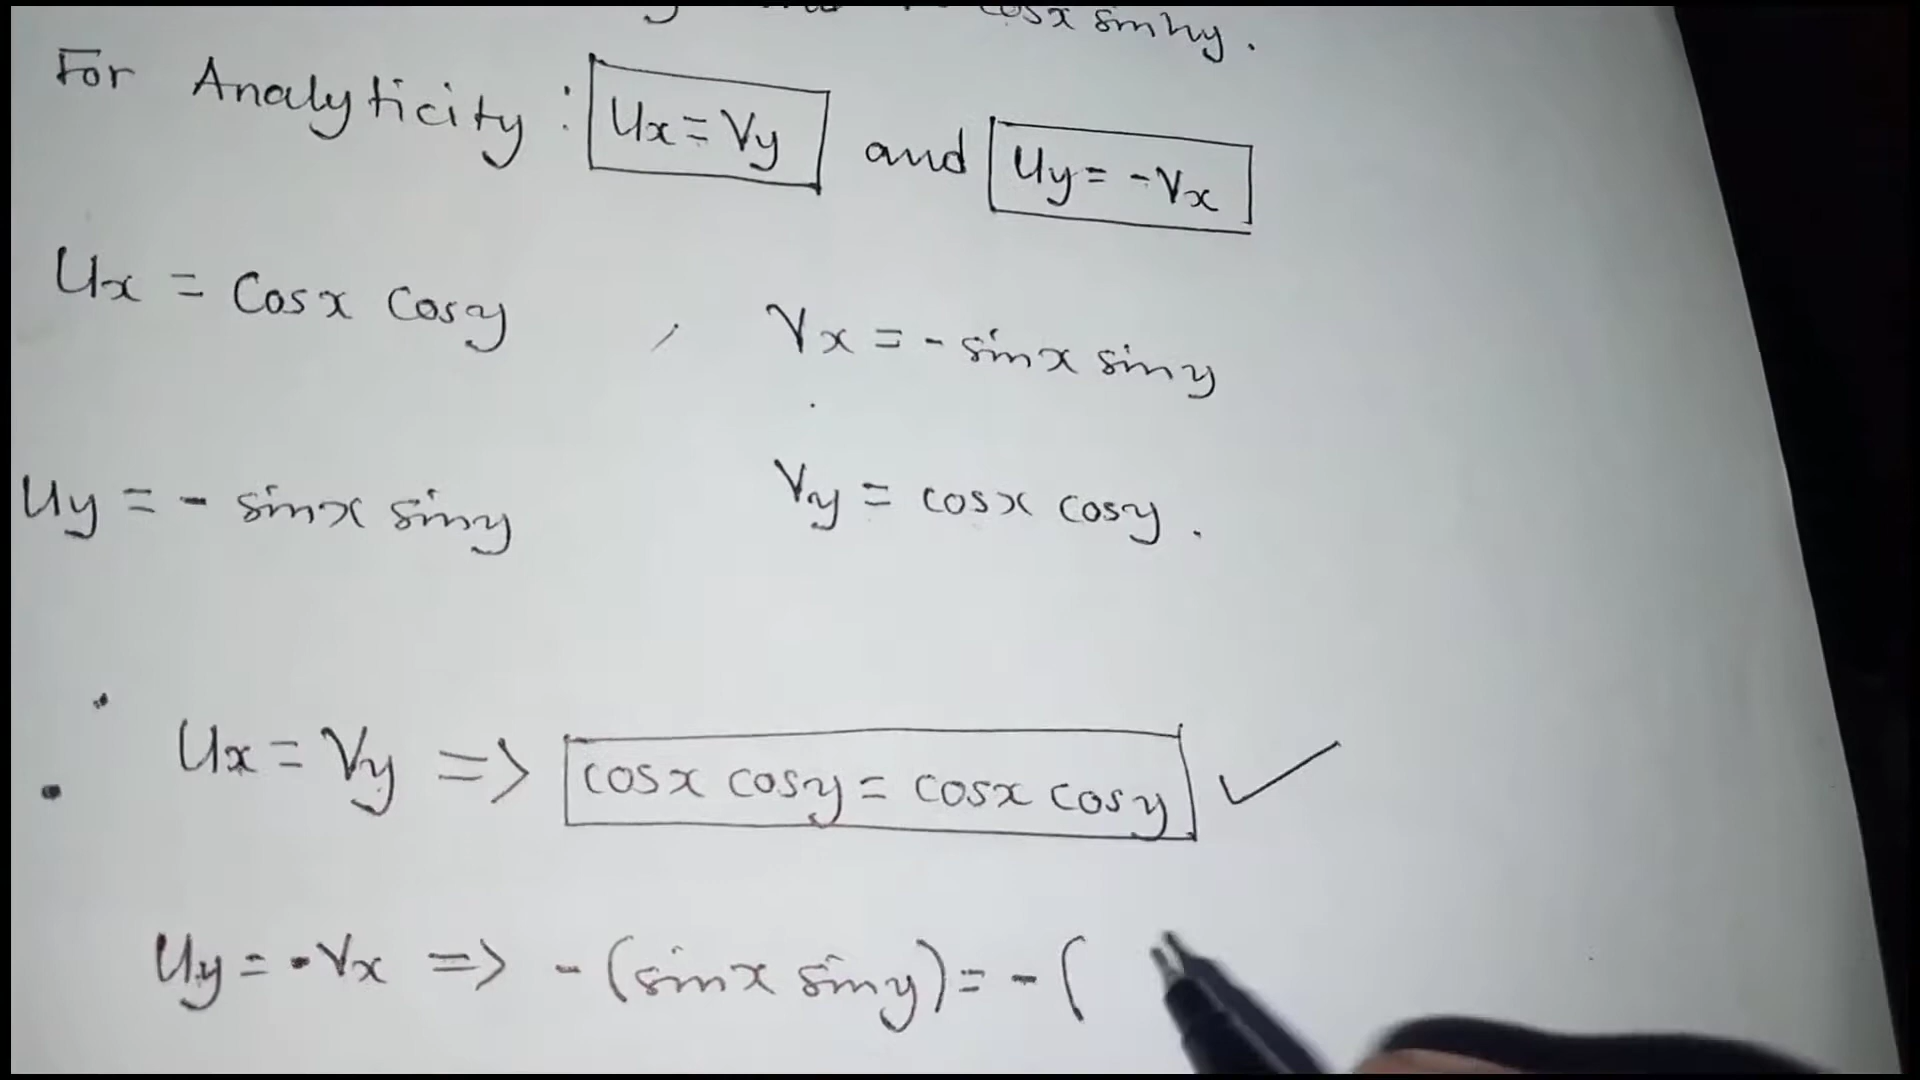 cosx sinhy.
For Analyticity : Ux = Vy and Uy = -Vx
Ux = Cosx Cosy , Vx = - sinx siny
Uy = - sinx siny Vy = cosx cosy .
Ux = Vy => cosx cosy = cosx cosy ✓
Uy = -Vx => - (sinx siny) = - (